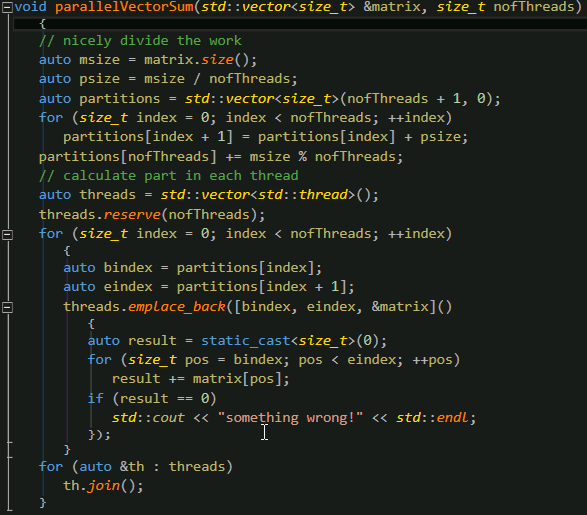 void parallelVectorSum(std::vector<size_t> &matrix, size_t nofThreads)
{
// nicely divide the work
auto msize = matrix.size();
auto psize = msize / nofThreads;
auto partitions = std::vector<size_t>(nofThreads + 1, 0);
for (size_t index = 0; index < nofThreads; ++index)
partitions[index + 1] = partitions[index] + psize;
partitions[nofThreads] += msize % nofThreads;
// calculate part in each thread
auto threads = std::vector<std::thread>();
threads.reserve(nofThreads);
for (size_t index = 0; index < nofThreads; ++index)
{
auto bindex = partitions[index];
auto eindex = partitions[index + 1];
threads.emplace_back([bindex, eindex, &matrix]()
{
auto result = static_cast<size_t>(0);
for (size_t pos = bindex; pos < eindex; ++pos)
result += matrix[pos];
if (result == 0)
std::cout << "something wrong!" << std::endl;
});
}
for (auto &th : threads)
th.join();
}